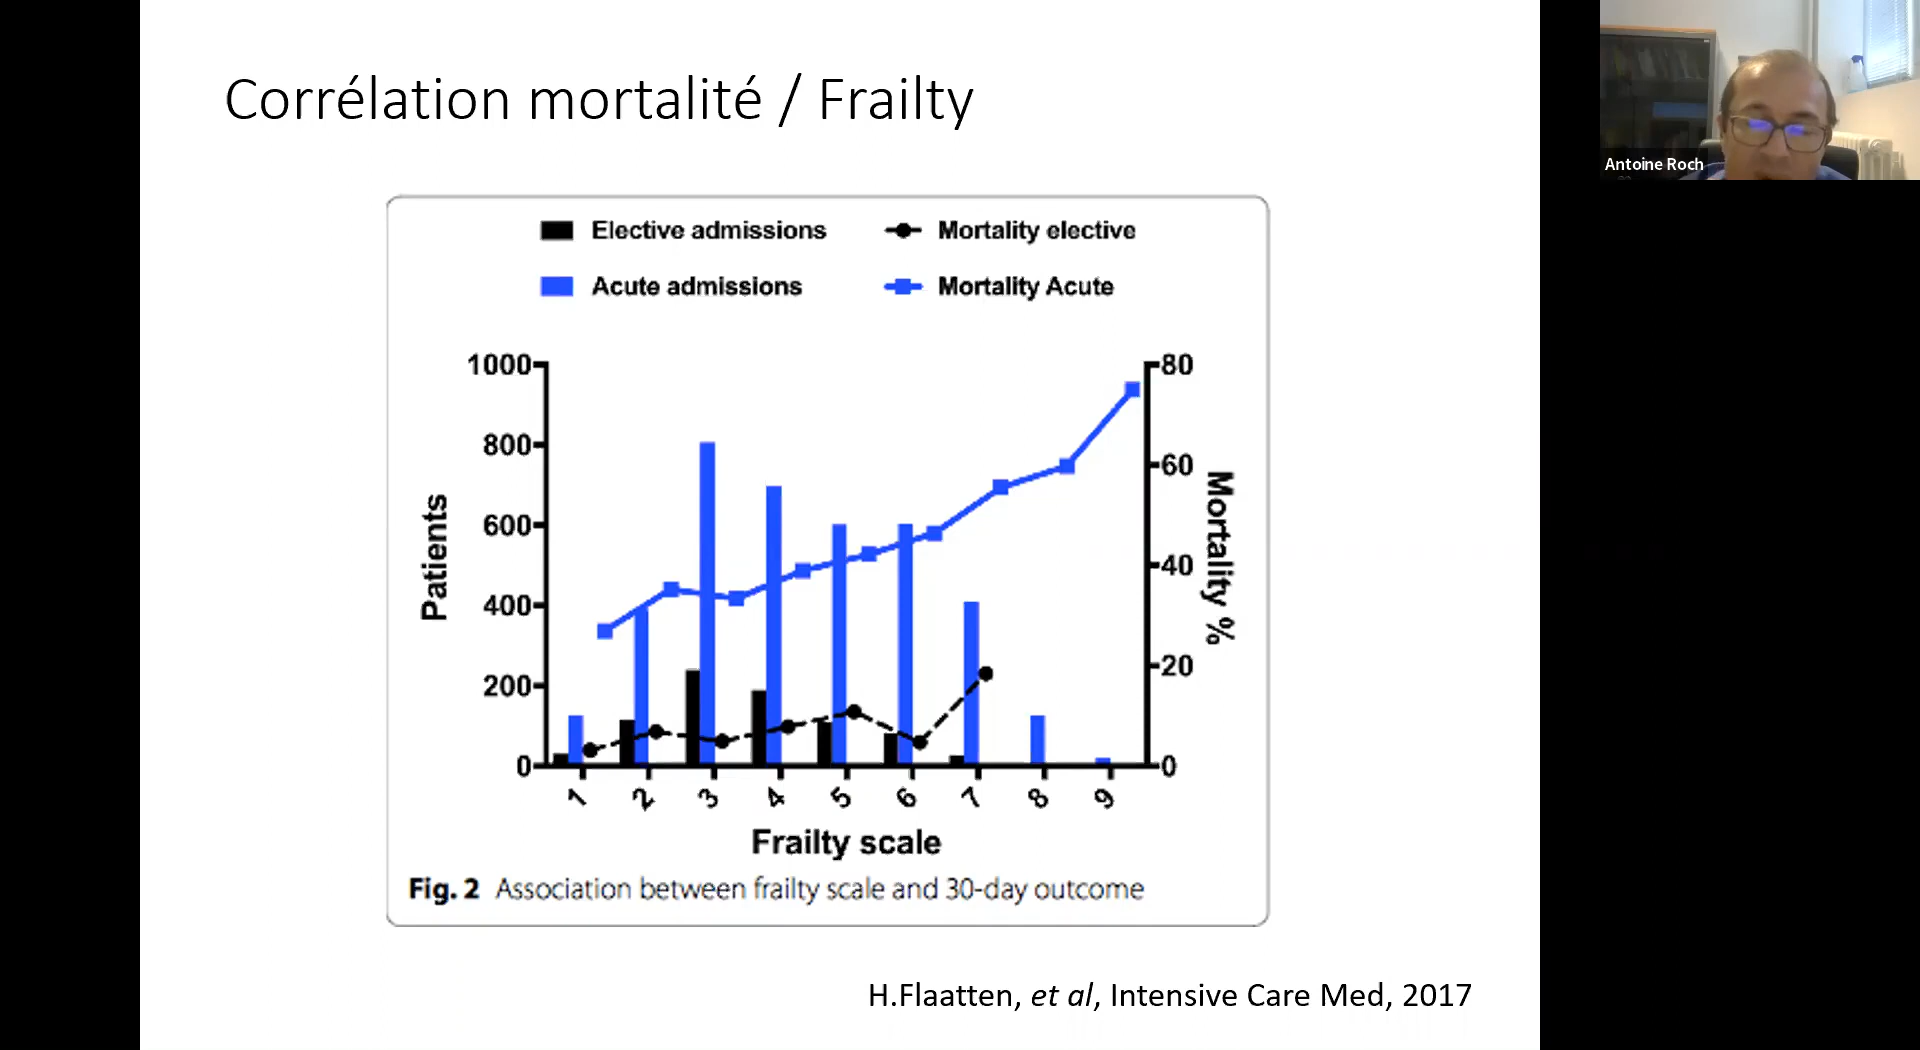 Corrélation mortalité / Frailty
Antoine Roch
Elective admissions
Mortality elective
Acute admissions
Mortality Acute
1000
800
600
400
200
0
Patients
80
60
40
20
0
Mortality %
1 2 3 4 5 6 7 8 9
Frailty scale
Fig. 2 Association between frailty scale and 30-day outcome
H.Flaatten, et al, Intensive Care Med, 2017